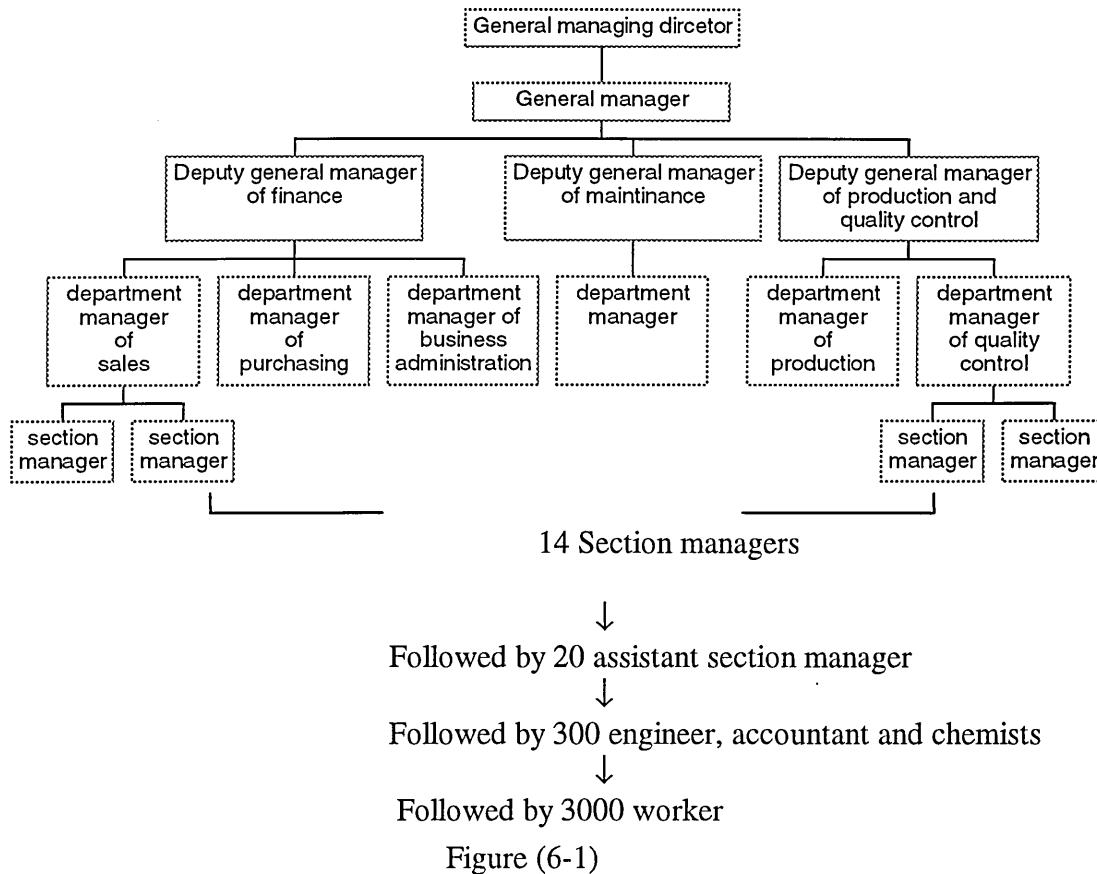 General managing dircetor
General manager
Deputy general manager
of finance
Deputy general manager
of maintinance
Deputy general manager
of production and
quality control
department
manager
of
sales
department
manager
of
purchasing
department
manager of
business
administration
department
manager
department
manager
of
production
department
manager
of quality
control
section
manager
section
manager
section
manager
section
manager
14 Section managers
↓
Followed by 20 assistant section manager
↓
Followed by 300 engineer, accountant and chemists
↓
Followed by 3000 worker
Figure (6-1)